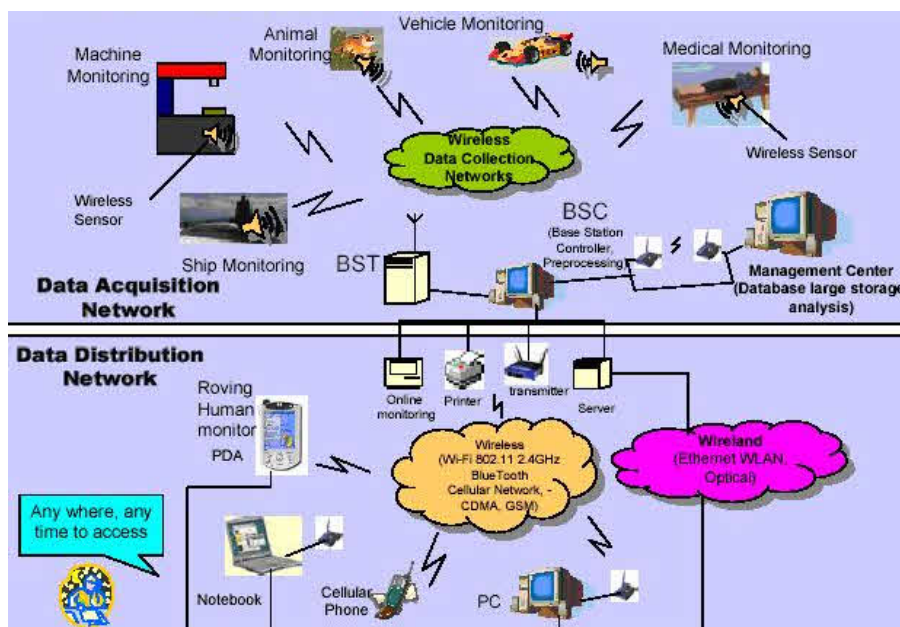 Machine
Monitoring
Animal
Monitoring
Vehicle Monitoring
Medical Monitoring
Wireless
Data Collection
Networks
Wireless Sensor
Wireless
Sensor
Ship Monitoring
BST
BSC
(Base Station
Controller,
Preprocessing)
Management Center
(Database large storage
analysis)
Data Acquisition
Network
Data Distribution
Network
Online
monitoring
Printer
transmitter
Server
Roving
Human
monitor
PDA
Wireless
(Wi-Fi 802.11 2.4GHz
BlueTooth
Cellular Network, -
CDMA, GSM)
Wireland
(Ethernet WLAN,
Optical)
Any where, any
time to access
Notebook
Cellular
Phone
PC